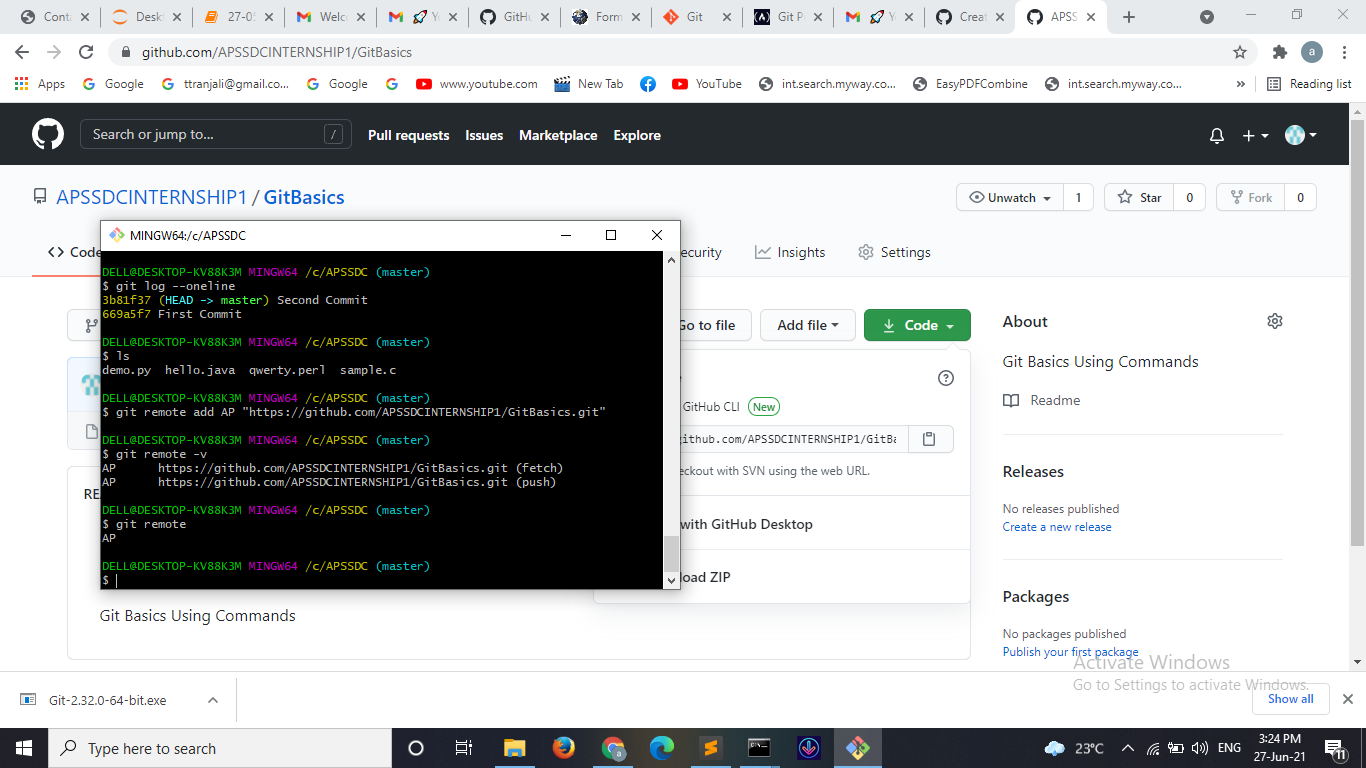 Conta
Deskt
27-05
Welco
Y
GitHu
Form
Git
Git P
Y
Creat
APSS
github.com/APSSDCINTERNSHIP1/GitBasics
a
Apps
Google
ttranjali@gmail.co...
Google
www.youtube.com
New Tab
YouTube
int.search.myway.co...
EasyPDFCombine
int.search.myway.co...
»
Reading list
Search or jump to...
/
Pull requests
Issues
Marketplace
Explore
APSSDCINTERNSHIP1 / GitBasics
Unwatch
1
Star
0
Fork
0
<> Code
ecurity
Insights
Settings
MINGW64:/c/APSSDC
DELL@DESKTOP-KV88K3M MINGW64 /c/APSSDC (master)
$ git log --oneline
3b81f37 (HEAD -> master) Second Commit
669a5f7 First Commit
DELL@DESKTOP-KV88K3M MINGW64 /c/APSSDC (master)
$ ls
demo.py  hello.java  qwerty.perl  sample.c
DELL@DESKTOP-KV88K3M MINGW64 /c/APSSDC (master)
$ git remote add AP "https://github.com/APSSDCINTERNSHIP1/GitBasics.git"
DELL@DESKTOP-KV88K3M MINGW64 /c/APSSDC (master)
$ git remote -v
AP      https://github.com/APSSDCINTERNSHIP1/GitBasics.git (fetch)
AP      https://github.com/APSSDCINTERNSHIP1/GitBasics.git (push)
DELL@DESKTOP-KV88K3M MINGW64 /c/APSSDC (master)
$ git remote
AP
DELL@DESKTOP-KV88K3M MINGW64 /c/APSSDC (master)
$
Go to file
Add file
Code
GitHub CLI
New
github.com/APSSDCINTERNSHIP1/GitBa
eckout with SVN using the web URL.
with GitHub Desktop
load ZIP
RE
Git Basics Using Commands
About
Git Basics Using Commands
Readme
Releases
No releases published
Create a new release
Packages
No packages published
Publish your first package
Activate Windows
Go to Settings to activate Windows.
Git-2.32.0-64-bit.exe
Show all
Type here to search
a
23°C
ENG
3:24 PM
27-Jun-21
11